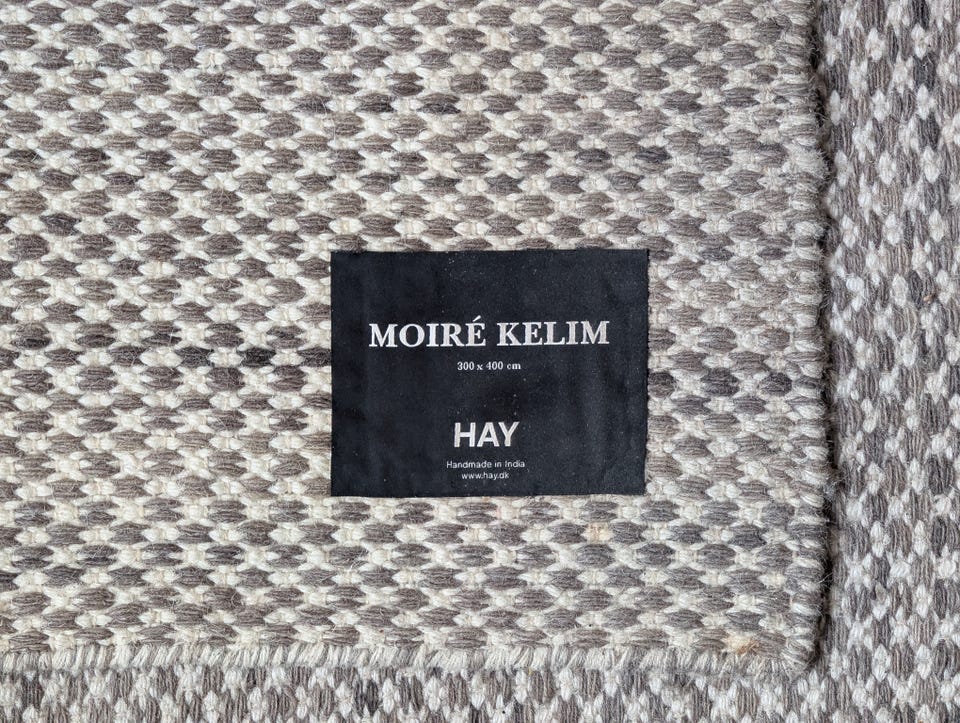 MOIRÉ KELIM
300 x 400 cm
HAY
Handmade in India
www.hay.dk